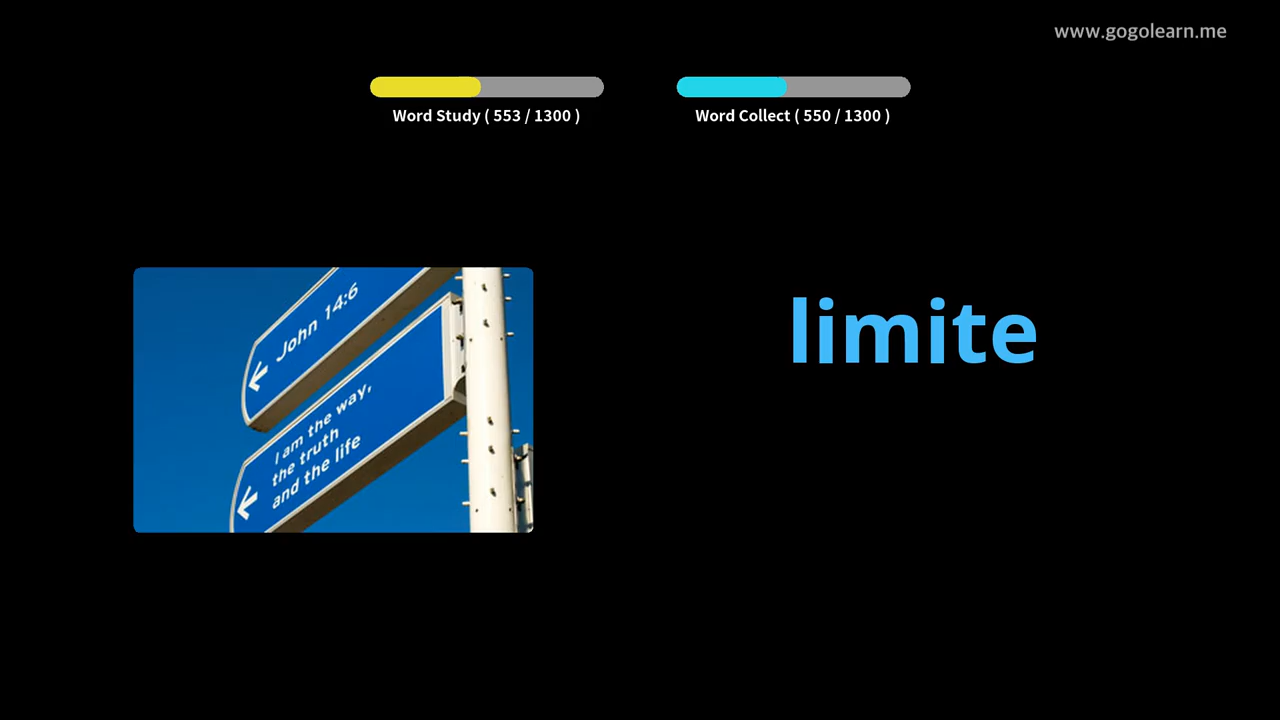 www.gogolearn.me
Word Study ( 553 / 1300 )
Word Collect ( 550 / 1300 )
John 14:6
I am the way,
the truth
and the life
limite